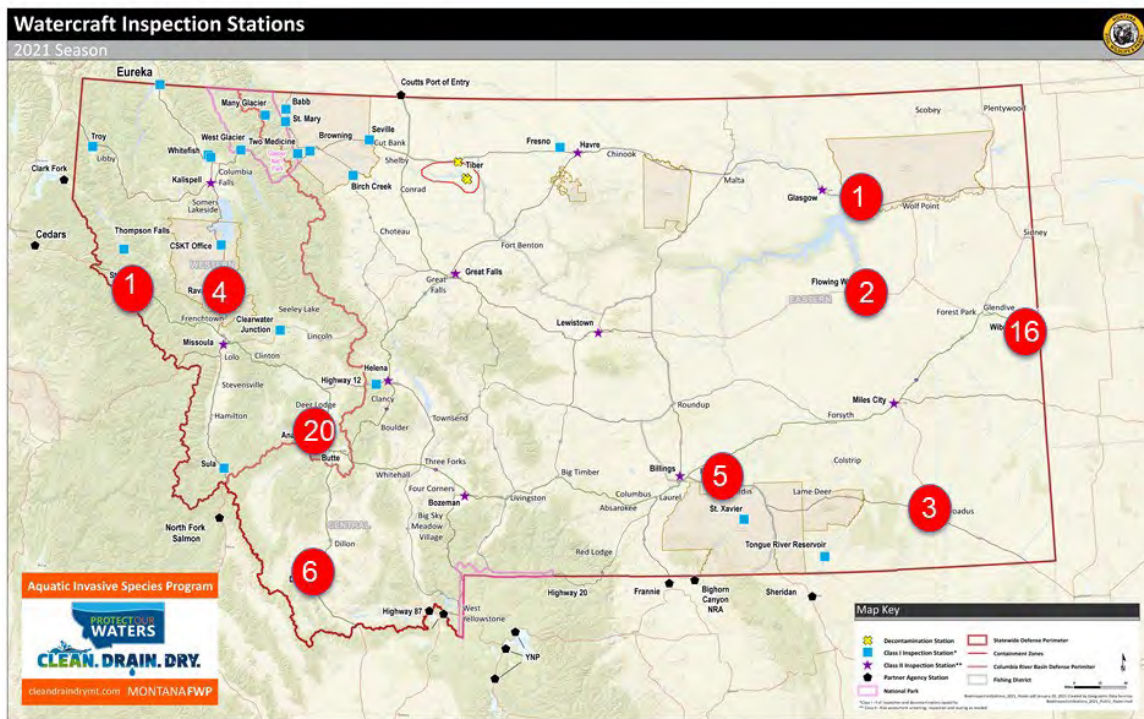 Watercraft Inspection Stations
2021 Season
Eureka
Coutts Port of Entry
Many Glacier
Babb
St. Mary
Scobey
Plentywood
Troy
Libby
West Glacier
Two Medicine
Browning
Seville
Cut Bank
Fresno
Havre
Chinook
Whitefish
Shelby
Tiber
Clark Fork
Kalispell
Columbia
Falls
Birch Creek
Conrad
Malta
Glasgow
1
Wolf Point
Somers
Lakeside
Choteau
Sidney
Cedars
Thompson Falls
CSKT Office
Fort Benton
WESTERN
Great Falls
Great
Falls
1
4
Flowing W
2
EASTERN
Seeley Lake
Frenchtown
Clearwater
Junction
Lincoln
Lewistown
Forest Park
Glendive
Wib
16
Missoula
Lolo
Clinton
Helena
Highway 12
Clancy
Stevensville
Miles City
Townsend
Roundup
Forsyth
Hamilton
Deer Lodge
Boulder
20
Butte
Three Forks
Colstrip
Sula
Whitehall
Big Timber
Billings
5
Four Corners
Bozeman
Livingston
Columbus
Laurel
Absarokee
Lame Deer
3
St. Xavier
North Fork
Salmon
Big Sky
Meadow
Village
CENTRAL
Dillon
Red Lodge
Tongue River Reservoir
6
Highway 20
Frannie
Bighorn
Canyon
NRA
Sheridan
Highway 87
West
Yellowstone
YNP
Aquatic Invasive Species Program
PROTECT OUR
WATERS
CLEAN. DRAIN. DRY.
cleandraindrymt.com MONTANAFWP
Map Key
Decontamination Station
Class I Inspection Station*
Class II Inspection Station**
Partner Agency Station
National Park
Statewide Defense Perimeter
Containment Zones
Columbia River Basin Defense Perimeter
Fishing District